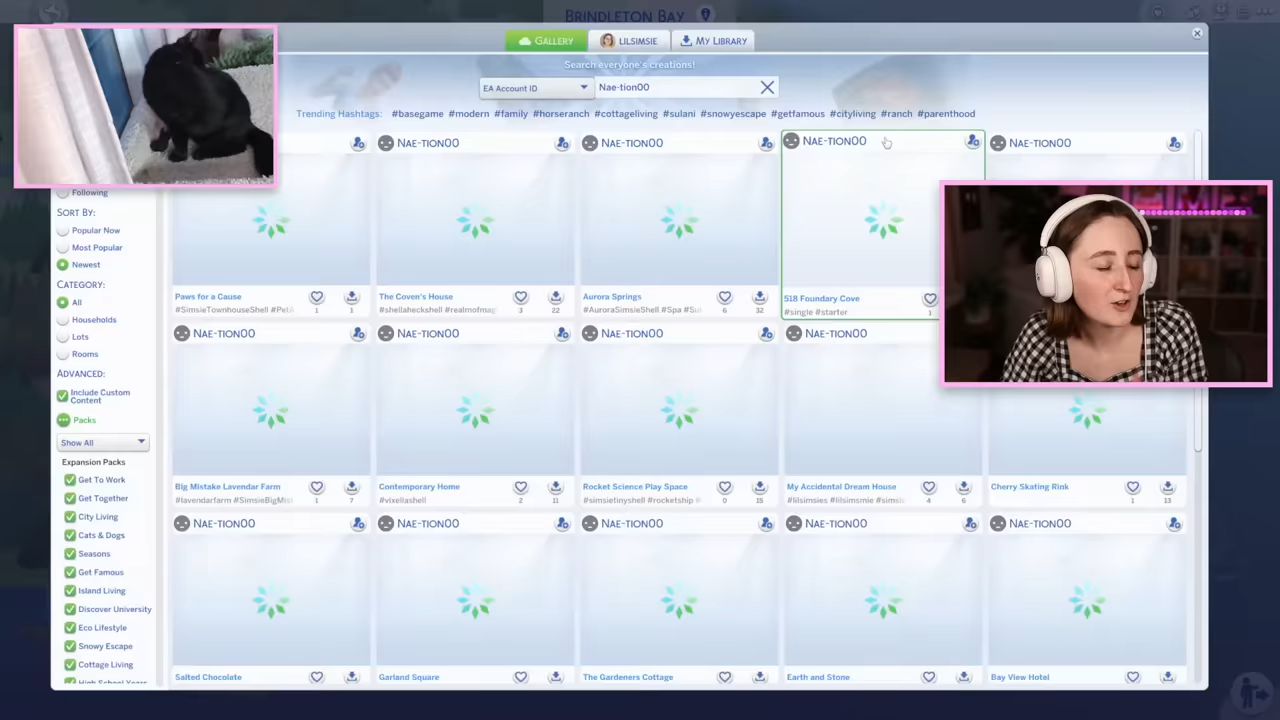 BRINDLETON BAY
GALLERY
LILSIMSIE
MY LIBRARY
Search everyone's creations!
EA Account ID
Nae-tion00
Trending Hashtags: #basegame #modern #family #horseranch #cottageliving #sulani #snowyescape #getfamous #cityliving #ranch #parenthood
Following
SORT BY:
Popular Now
Most Popular
Newest
CATEGORY:
All
Households
Lots
Rooms
ADVANCED:
Include Custom
Content
Packs
Show All
Expansion Packs
Get To Work
Get Together
City Living
Cats & Dogs
Seasons
Get Famous
Island Living
Discover University
Eco Lifestyle
Snowy Escape
Cottage Living
High School Years
NAE-TION00
NAE-TION00
NAE-TION00
NAE-TION00
Paws for a Cause
1
1
#SimsieTownhouseShell
The Coven's House
3
22
#shellaheckshell
Aurora Springs
6
32
#AuroraSimsieShell #Spa
518 Foundary Cove
1
#single #starter
NAE-TION00
NAE-TION00
NAE-TION00
NAE-TION00
Big Mistake Lavendar Farm
1
7
#lavendarfarm
Contemporary Home
2
11
#vixellashell
Rocket Science Play Space
0
15
#simsietinyshell #rocketship
My Accidental Dream House
4
6
#lilsimsies #lilsimsmie
Cherry Skating Rink
1
13
NAE-TION00
NAE-TION00
NAE-TION00
NAE-TION00
NAE-TION00
Salted Chocolate
Garland Square
The Gardeners Cottage
Earth and Stone
Bay View Hotel